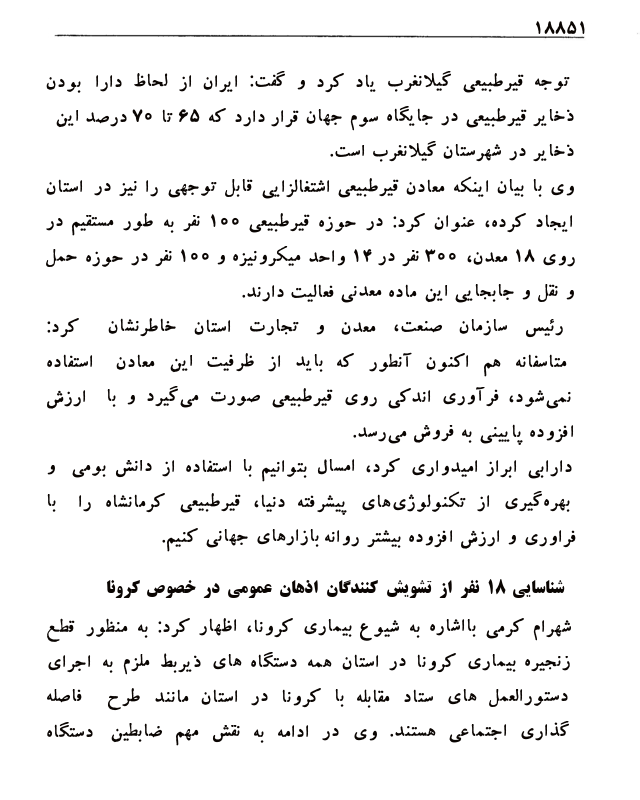 ۱۸۸۵۱
توجه قیرطبیعی گیلانغرب یاد کرد و گفت: ایران از لحاظ دارا بودن
ذخایر قیرطبیعی در جایگاه سوم جهان قرار دارد که ۶۵ تا ۷۰ درصد این
ذخایر در شهرستان گیلانغرب است.
وی با بیان اینکه معادن قیرطبیعی اشتغالزایی قابل توجهی را نیز در استان
ایجاد کرده، عنوان کرد: در حوزه قیرطبیعی ۱۰۰ نفر به طور مستقیم در
روی ۱۸ معدن، ۳۰۰ نفر در ۱۴ واحد میکرونیزه و ۱۰۰ نفر در حوزه حمل
و نقل و جابجایی این ماده معدنی فعالیت دارند.
رئیس سازمان صنعت، معدن و تجارت استان خاطرنشان کرد:
متاسفانه هم اکنون آنطور که باید از ظرفیت این معادن استفاده
نمی‌شود، فرآوری اندکی روی قیرطبیعی صورت می‌گیرد و با ارزش
افزوده پایینی به فروش می‌رسد.
دارابی ابراز امیدواری کرد، امسال بتوانیم با استفاده از دانش بومی و
بهره‌گیری از تکنولوژی‌های پیشرفته دنیا، قیرطبیعی کرمانشاه را با
فراوری و ارزش افزوده بیشتر روانه بازارهای جهانی کنیم.
شناسایی ۱۸ نفر از تشویش کنندگان اذهان عمومی در خصوص کرونا
شهرام کرمی بااشاره به شیوع بیماری کرونا، اظهار کرد: به منظور قطع
زنجیره بیماری کرونا در استان همه دستگاه های ذیربط ملزم به اجرای
دستورالعمل های ستاد مقابله با کرونا در استان مانند طرح فاصله
گذاری اجتماعی هستند. وی در ادامه به نقش مهم ضابطین دستگاه